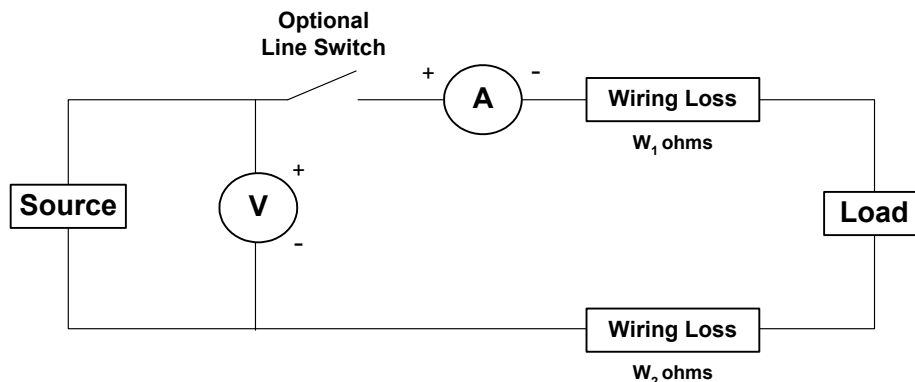 Optional
Line Switch
+ -
A
Wiring Loss
W₁ ohms
+
V
-
Source
Load
Wiring Loss
W₂ ohms